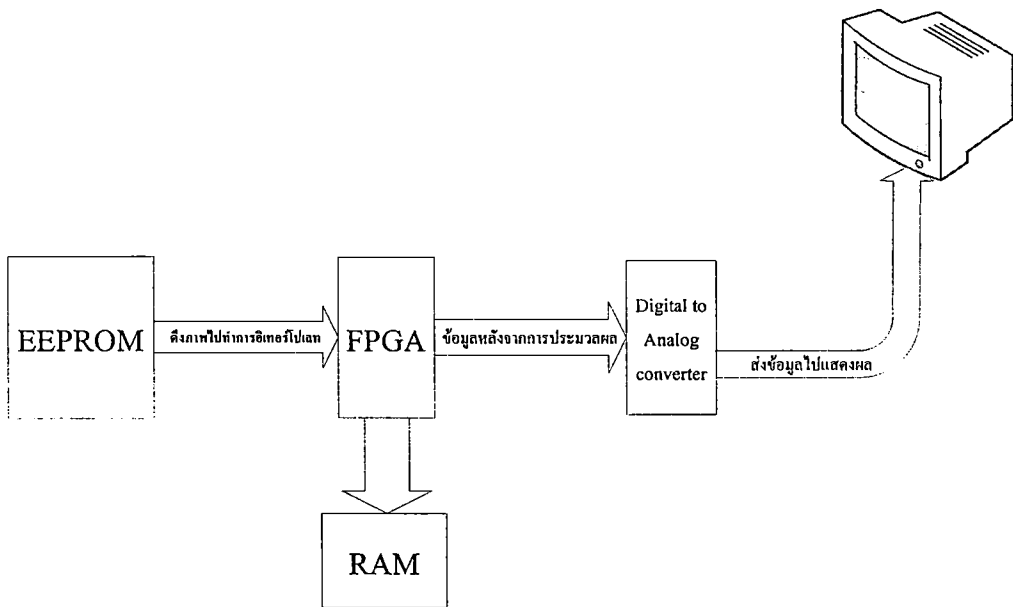 EEPROM
ดึงภาพไปทำการอิเทอร์โปเลท
FPGA
ข้อมูลหลังจากการประมวลผล
Digital to
Analog
converter
ส่งข้อมูลไปแสดงผล
RAM